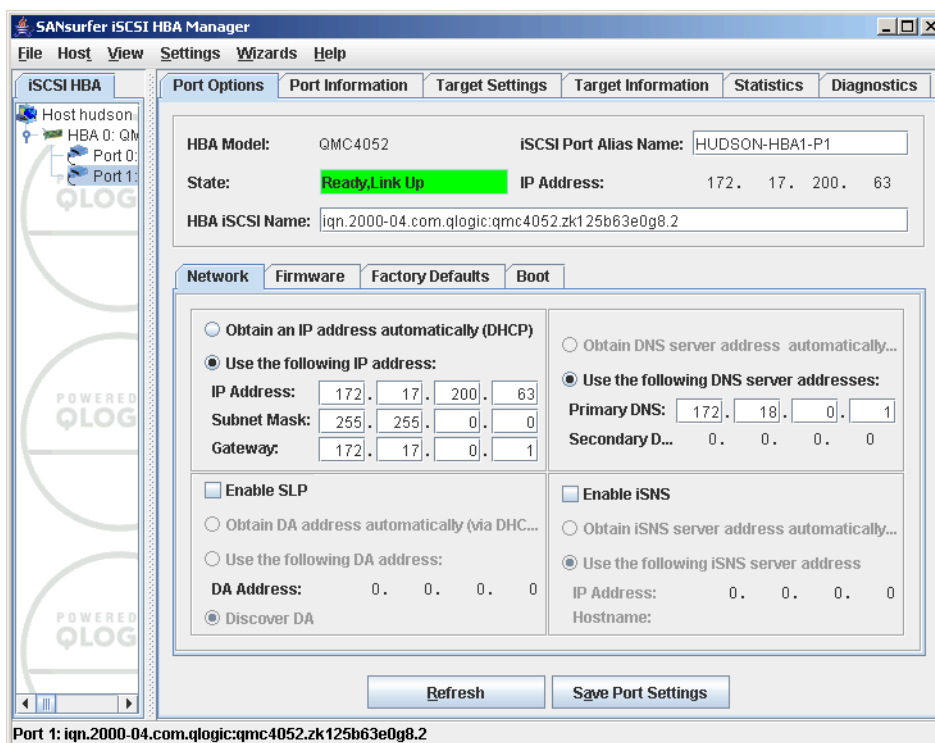 SANsurfer iSCSI HBA Manager
File Host View Settings Wizards Help
iSCSI HBA
Host hudson
HBA 0: QM
Port 0:
Port 1:
QLOG
POWERED
QLOG
POWERED
QLOG
Port Options Port Information Target Settings Target Information Statistics Diagnostics
HBA Model: QMC4052 iSCSI Port Alias Name: HUDSON-HBA1-P1
State: Ready,Link Up IP Address: 172. 17. 200. 63
HBA iSCSI Name: iqn.2000-04.com.qlogic:qmc4052.zk125b63e0g8.2
Network Firmware Factory Defaults Boot
Obtain an IP address automatically (DHCP)
Use the following IP address:
IP Address: 172. 17. 200. 63
Subnet Mask: 255. 255. 0. 0
Gateway: 172. 17. 0. 1
Obtain DNS server address automatically...
Use the following DNS server addresses:
Primary DNS: 172. 18. 0. 1
Secondary D... 0. 0. 0. 0
Enable SLP
Obtain DA address automatically (via DHC...
Use the following DA address:
DA Address: 0. 0. 0. 0
Discover DA
Enable iSNS
Obtain iSNS server address automatically...
Use the following iSNS server address
IP Address: 0. 0. 0. 0
Hostname:
Refresh Save Port Settings
Port 1: iqn.2000-04.com.qlogic:qmc4052.zk125b63e0g8.2